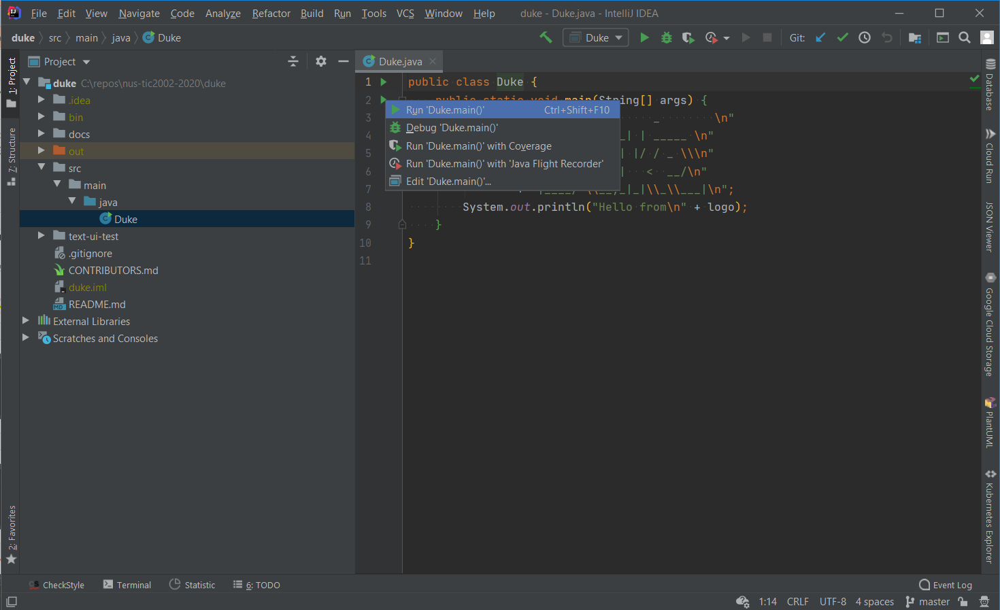 File Edit View Navigate Code Analyze Refactor Build Run Tools VCS Window Help duke - Duke.java - IntelliJ IDEA
duke src main java Duke Duke Git:
1: Project
7: Structure
2: Favorites
Project
duke C:\repos\nus-tic2002-2020\duke
.idea
bin
docs
out
src
main
java
Duke
text-ui-test
.gitignore
CONTRIBUTORS.md
duke.iml
README.md
External Libraries
Scratches and Consoles
Duke.java
1 public class Duke {
2 public static void main(String[] args) {
3 _ \n"
4 _| | _____ \n"
5 | |/ / _ \\\n"
6 | < __/\n"
7 |____/ \\__,_|_|\\_\\___|\n";
8 System.out.println("Hello from\n" + logo);
9 }
10 }
11
Run 'Duke.main()' Ctrl+Shift+F10
Debug 'Duke.main()'
Run 'Duke.main()' with Coverage
Run 'Duke.main()' with 'Java Flight Recorder'
Edit 'Duke.main()'...
Database
Cloud Run
JSON Viewer
Google Cloud Storage
PlantUML
Kubernetes Explorer
CheckStyle Terminal Statistic 6: TODO Event Log
1:14 CRLF UTF-8 4 spaces master